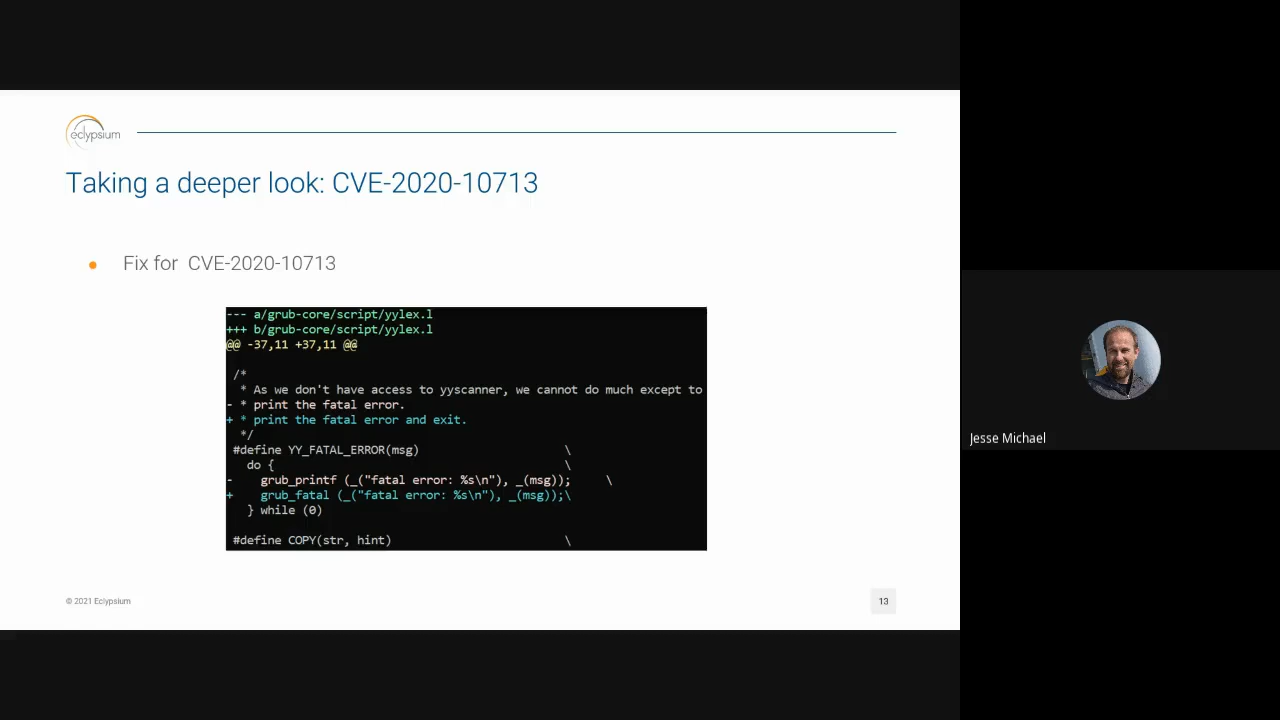 eclypsium
Taking a deeper look: CVE-2020-10713
• Fix for  CVE-2020-10713
--- a/grub-core/script/yylex.l
+++ b/grub-core/script/yylex.l
@@ -37,11 +37,11 @@
/*
* As we don't have access to yyscanner, we cannot do much except to
- * print the fatal error.
+ * print the fatal error and exit.
*/
#define YY_FATAL_ERROR(msg) \
do { \
- grub_printf (_("fatal error: %s\n"), _(msg)); \
+ grub_fatal (_("fatal error: %s\n"), _(msg));\
} while (0)
#define COPY(str, hint) \
© 2021 Eclypsium
13
Jesse Michael